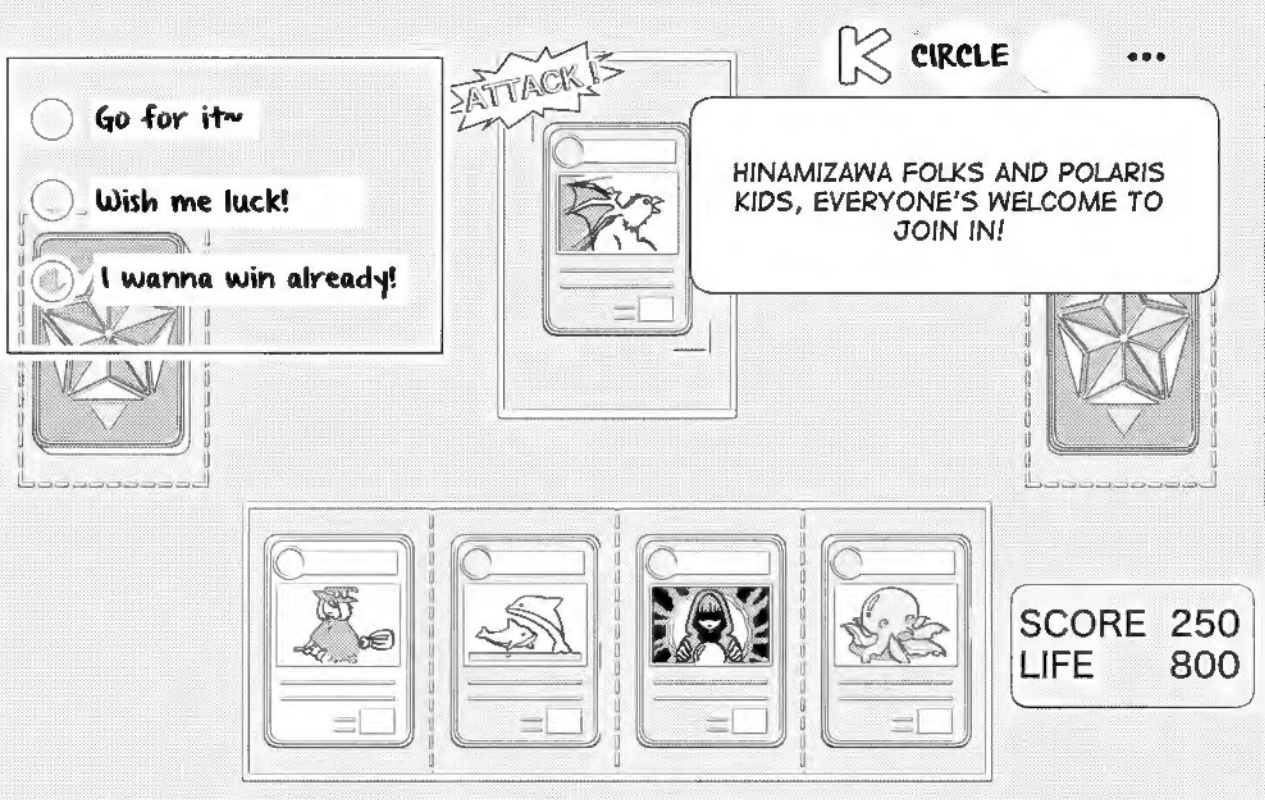 Go for it~
Wish me luck!
I wanna win already!
ATTACK!
K CIRCLE ...
HINAMIZAWA FOLKS AND POLARIS
KIDS, EVERYONE'S WELCOME TO
JOIN IN!
SCORE 250
LIFE 800